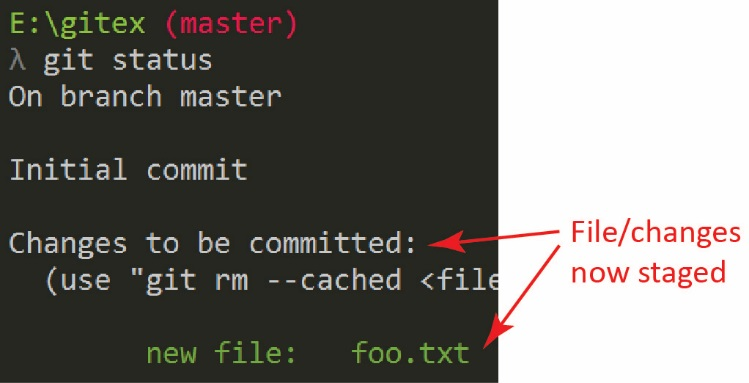 E:\gitex (master)
λ git status
On branch master
Initial commit
Changes to be committed:
(use "git rm --cached <file
new file: foo.txt
File/changes
now staged